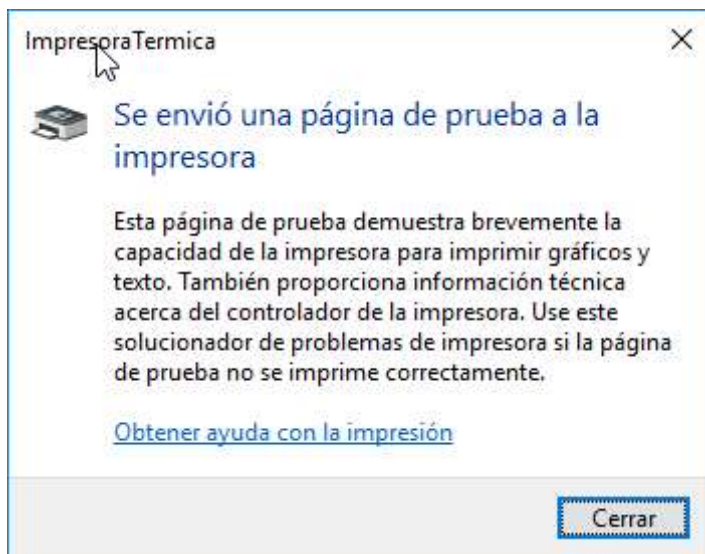 ImpresoraTermica
Se envió una página de prueba a la
impresora
Esta página de prueba demuestra brevemente la
capacidad de la impresora para imprimir gráficos y
texto. También proporciona información técnica
acerca del controlador de la impresora. Use este
solucionador de problemas de impresora si la página
de prueba no se imprime correctamente.
Obtener ayuda con la impresión
Cerrar